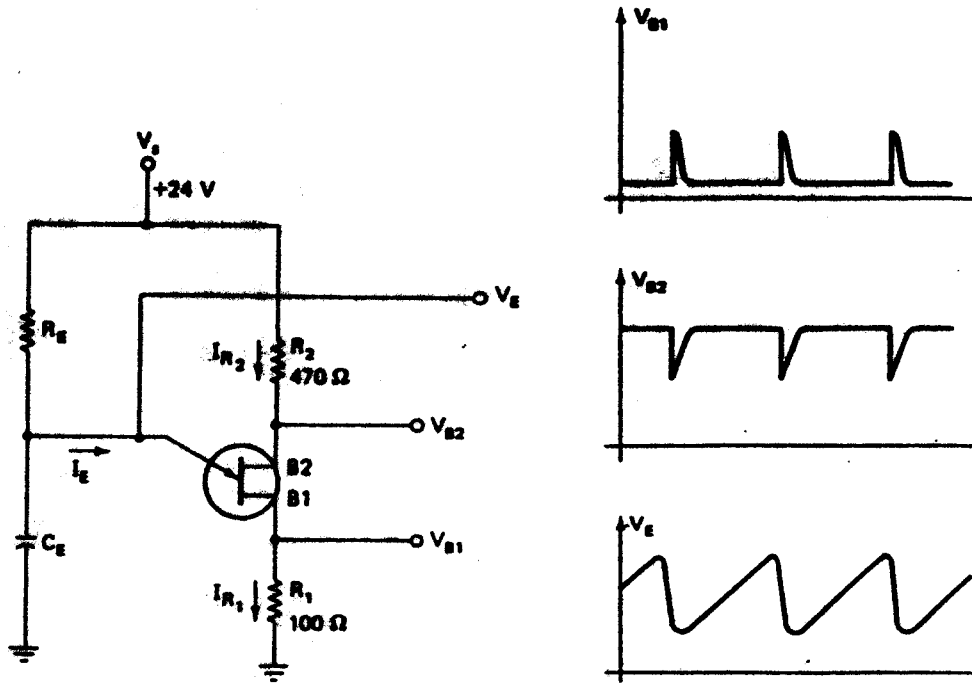 Vs
+24 V
RE
IE
CE
VE
IR2
R2
470 Ω
VB2
B2
B1
VB1
IR1
R1
100 Ω
VB1
VB2
VE